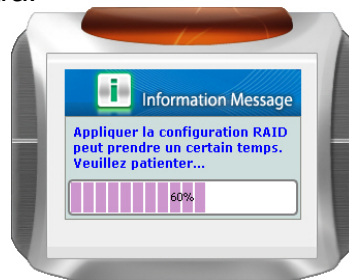 i
Information Message
Appliquer la configuration RAID
peut prendre un certain temps.
Veuillez patienter...
60%